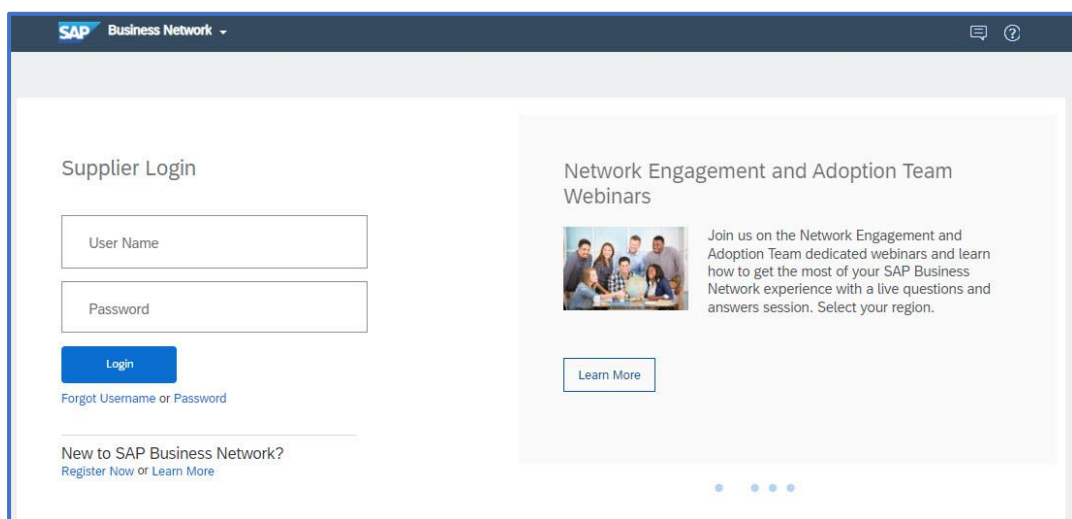 SAP Business Network
Supplier Login
User Name
Password
Login
Forgot Username or Password
New to SAP Business Network?
Register Now or Learn More
Network Engagement and Adoption Team
Webinars
Join us on the Network Engagement and
Adoption Team dedicated webinars and learn
how to get the most of your SAP Business
Network experience with a live questions and
answers session. Select your region.
Learn More